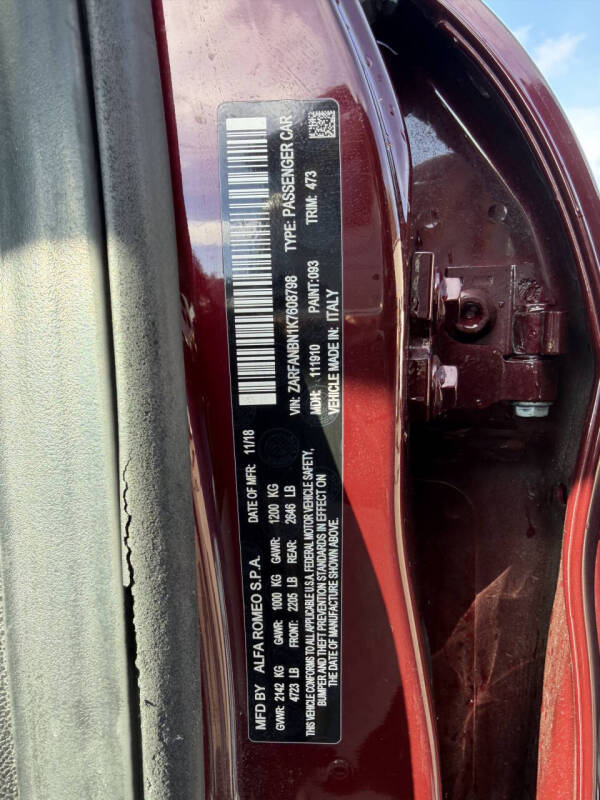 MFD BY ALFA ROMEO S.P.A. DATE OF MFR: 11/18
GVWR: 2142 KG GAWR: 1000 KG GAWR: 1200 KG
4723 LB FRONT: 2205 LB REAR: 2646 LB
THIS VEHICLE CONFORMS TO ALL APPLICABLE U.S.A. FEDERAL MOTOR VEHICLE SAFETY,
BUMPER AND THEFT PREVENTION STANDARDS IN EFFECT ON
THE DATE OF MANUFACTURE SHOWN ABOVE.
VIN: ZARFANBN1K7608798 TYPE: PASSENGER CAR
MDH: 111910 PAINT:093 TRIM: 473
VEHICLE MADE IN: ITALY